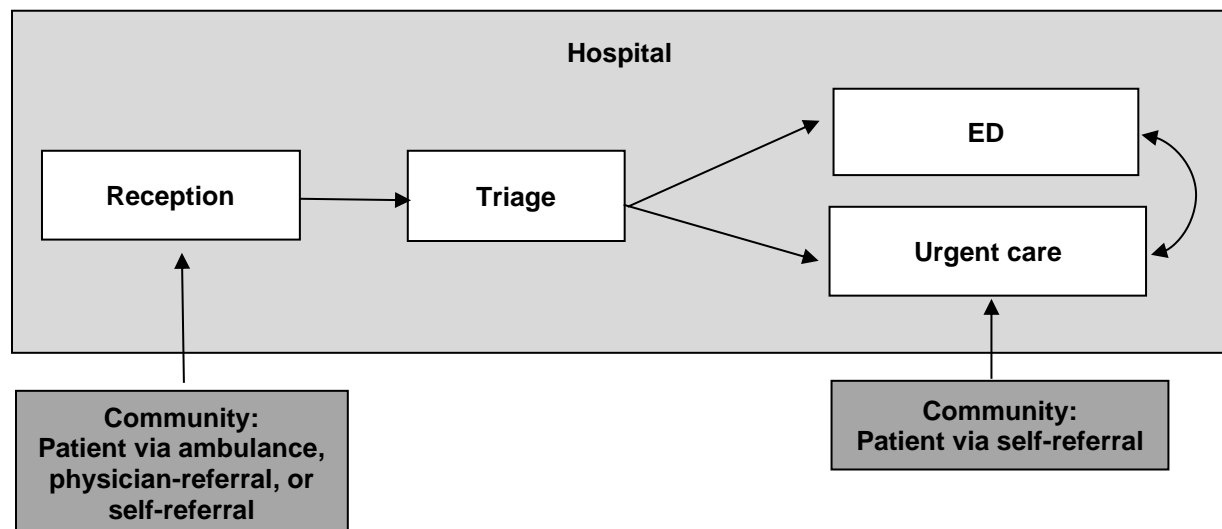 Hospital
ED
Reception
Triage
Urgent care
Community:
Patient via ambulance,
physician-referral, or
self-referral
Community:
Patient via self-referral